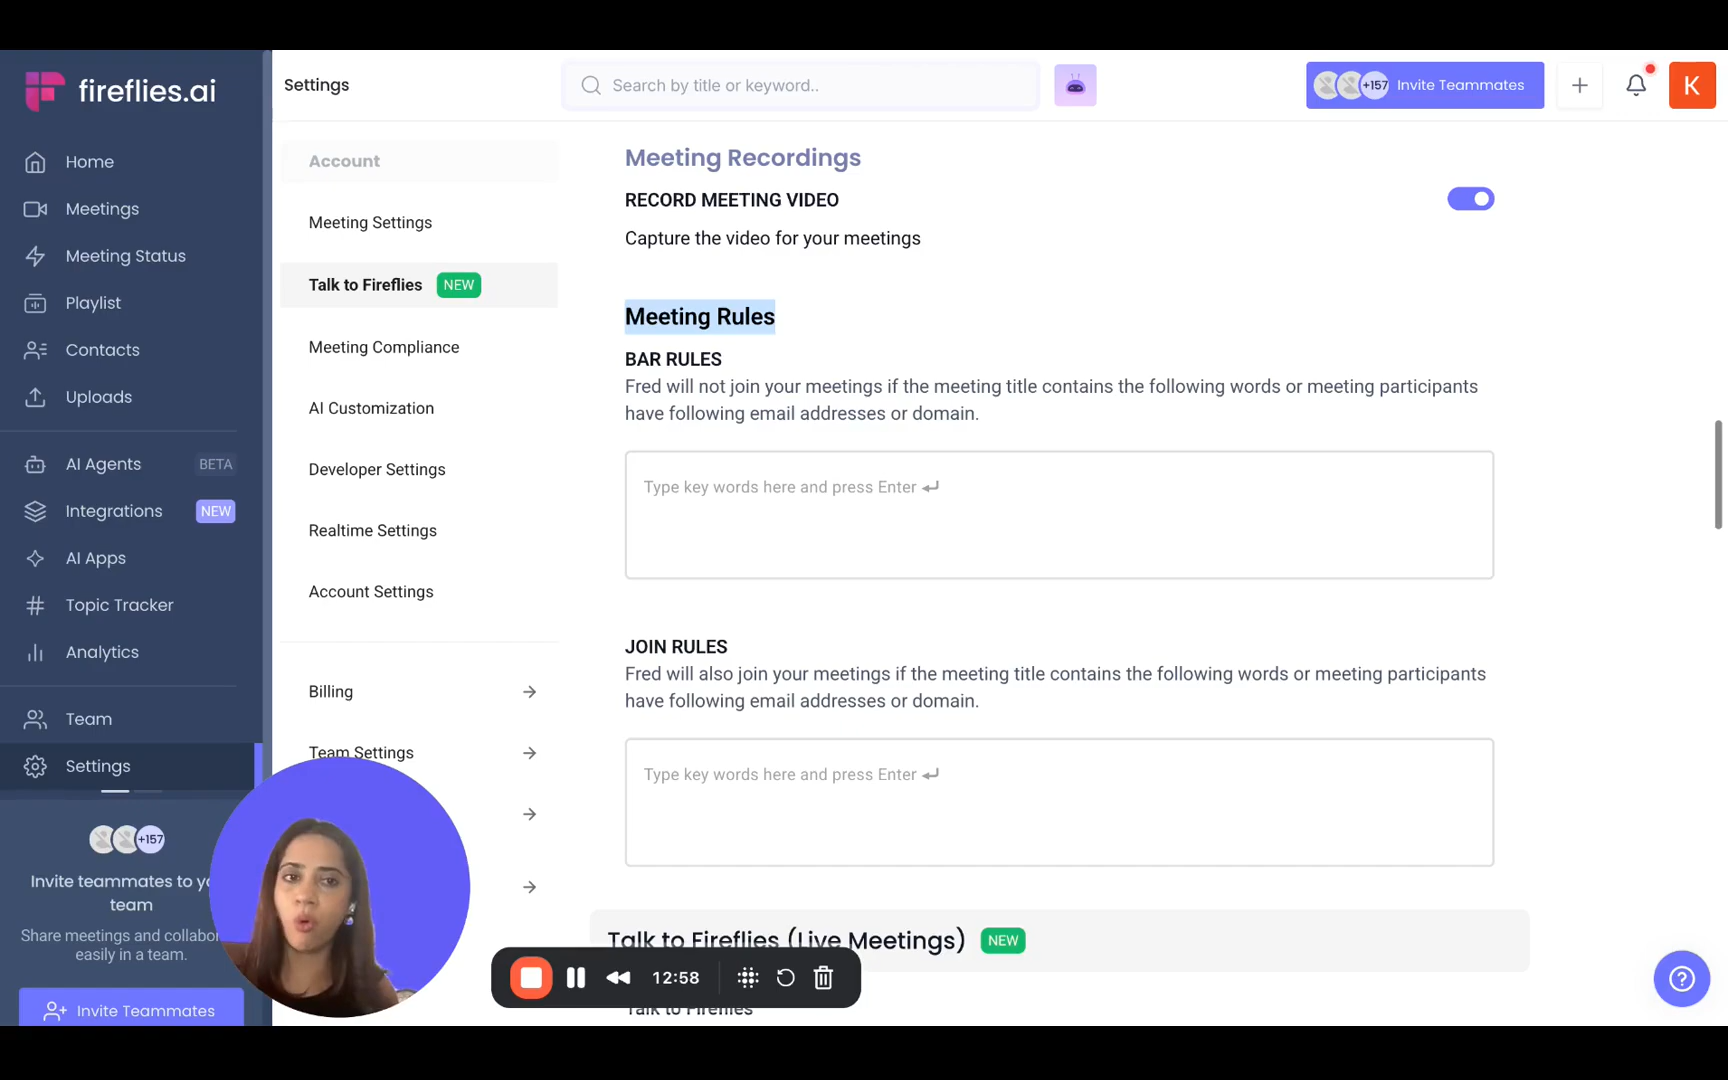 fireflies.ai
Home
Meetings
Meeting Status
Playlist
Contacts
Uploads
AI Agents BETA
Integrations NEW
AI Apps
Topic Tracker
Analytics
Team
Settings
+157
Invite teammates to
team
Share meetings and
easily in a team.
Invite Teammates
Settings
Search by title or keyword..
+157 Invite Teammates
K
Account
Meeting Settings
Talk to Fireflies NEW
Meeting Compliance
AI Customization
Developer Settings
Realtime Settings
Account Settings
Billing
Team Settings
Meeting Recordings
RECORD MEETING VIDEO
Capture the video for your meetings
Meeting Rules
BAR RULES
Fred will not join your meetings if the meeting title contains the following words or meeting participants
have following email addresses or domain.
Type key words here and press Enter
JOIN RULES
Fred will also join your meetings if the meeting title contains the following words or meeting participants
have following email addresses or domain.
Type key words here and press Enter
Talk to Fireflies (Live Meetings) NEW
12:58
Talk to Fireflies